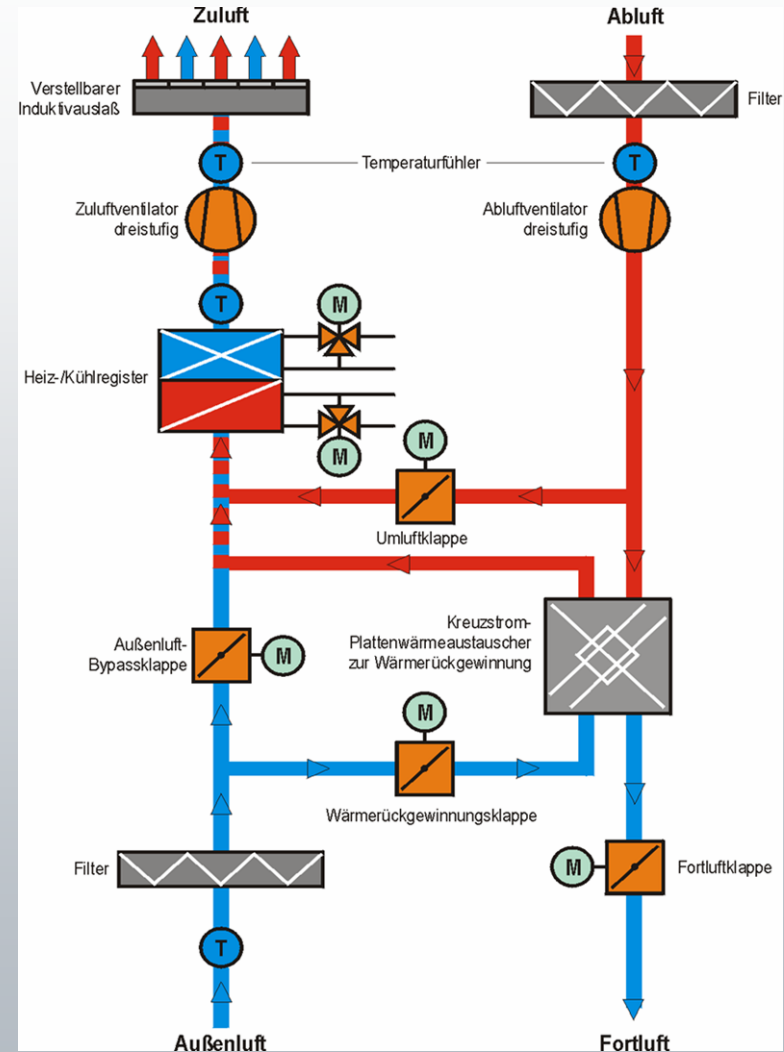 Zuluft
Abluft
Verstellbarer
Induktivauslaß
Filter
T
Temperaturfühler
T
Zuluftventilator
dreistufig
Abluftventilator
dreistufig
T
M
Heiz-/Kühlregister
M
M
Umluftklappe
Kreuzstrom-
Plattenwärmeaustauscher
zur Wärmerückgewinnung
Außenluft-
Bypassklappe
M
M
Wärmerückgewinnungsklappe
Filter
M
Fortluftklappe
T
Außenluft
Fortluft